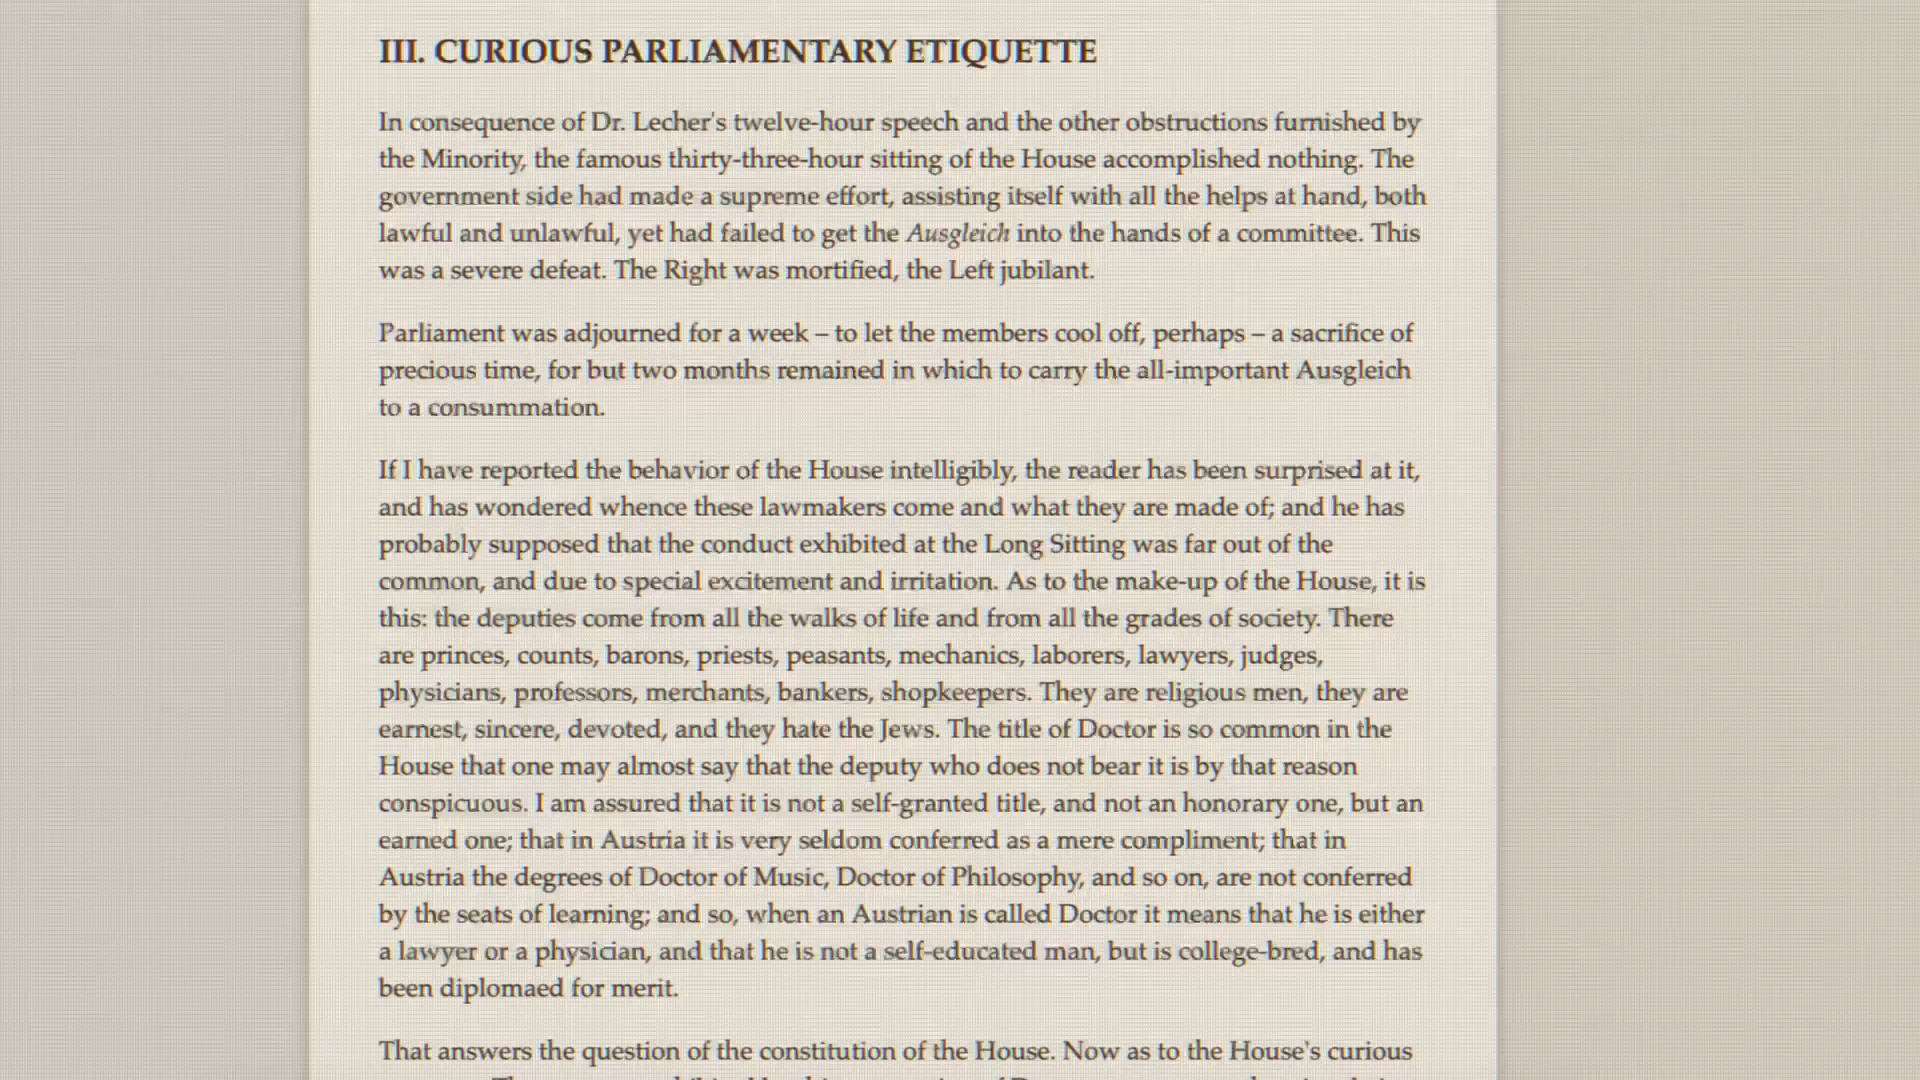 III. CURIOUS PARLIAMENTARY ETIQUETTE
In consequence of Dr. Lecher's twelve-hour speech and the other obstructions furnished by
the Minority, the famous thirty-three-hour sitting of the House accomplished nothing. The
government side had made a supreme effort, assisting itself with all the helps at hand, both
lawful and unlawful, yet had failed to get the Ausgleich into the hands of a committee. This
was a severe defeat. The Right was mortified, the Left jubilant.
Parliament was adjourned for a week – to let the members cool off, perhaps – a sacrifice of
precious time, for but two months remained in which to carry the all-important Ausgleich
to a consummation.
If I have reported the behavior of the House intelligibly, the reader has been surprised at it,
and has wondered whence these lawmakers come and what they are made of; and he has
probably supposed that the conduct exhibited at the Long Sitting was far out of the
common, and due to special excitement and irritation. As to the make-up of the House, it is
this: the deputies come from all the walks of life and from all the grades of society. There
are princes, counts, barons, priests, peasants, mechanics, laborers, lawyers, judges,
physicians, professors, merchants, bankers, shopkeepers. They are religious men, they are
earnest, sincere, devoted, and they hate the Jews. The title of Doctor is so common in the
House that one may almost say that the deputy who does not bear it is by that reason
conspicuous. I am assured that it is not a self-granted title, and not an honorary one, but an
earned one; that in Austria it is very seldom conferred as a mere compliment; that in
Austria the degrees of Doctor of Music, Doctor of Philosophy, and so on, are not conferred
by the seats of learning; and so, when an Austrian is called Doctor it means that he is either
a lawyer or a physician, and that he is not a self-educated man, but is college-bred, and has
been diplomaed for merit.
That answers the question of the constitution of the House. Now as to the House's curious